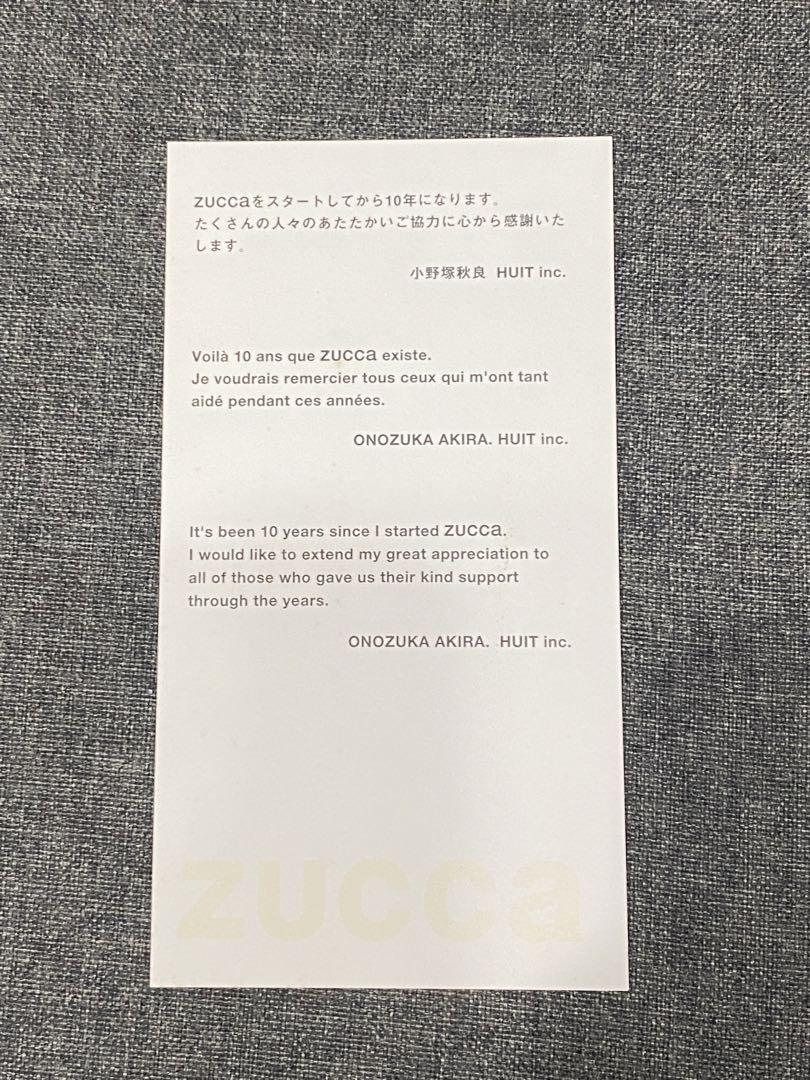 zuccaをスタートしてから10年になります。
たくさんの人々のあたたかいご協力に心から感謝いた
します。
小野塚秋良 HUIT inc.
Voilà 10 ans que zucca existe.
Je voudrais remercier tous ceux qui m'ont tant
aidé pendant ces années.
ONOZUKA AKIRA. HUIT inc.
It's been 10 years since I started zucca.
I would like to extend my great appreciation to
all of those who gave us their kind support
through the years.
ONOZUKA AKIRA. HUIT inc.
zucca